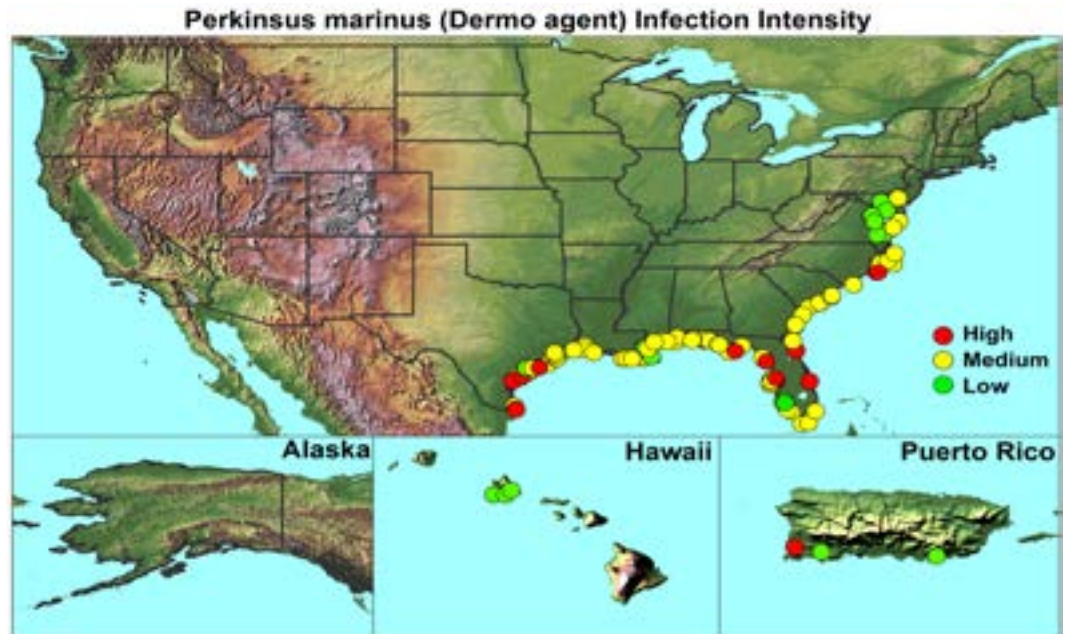 Perkinsus marinus (Dermo agent) Infection Intensity
High
Medium
Low
Alaska
Hawaii
Puerto Rico